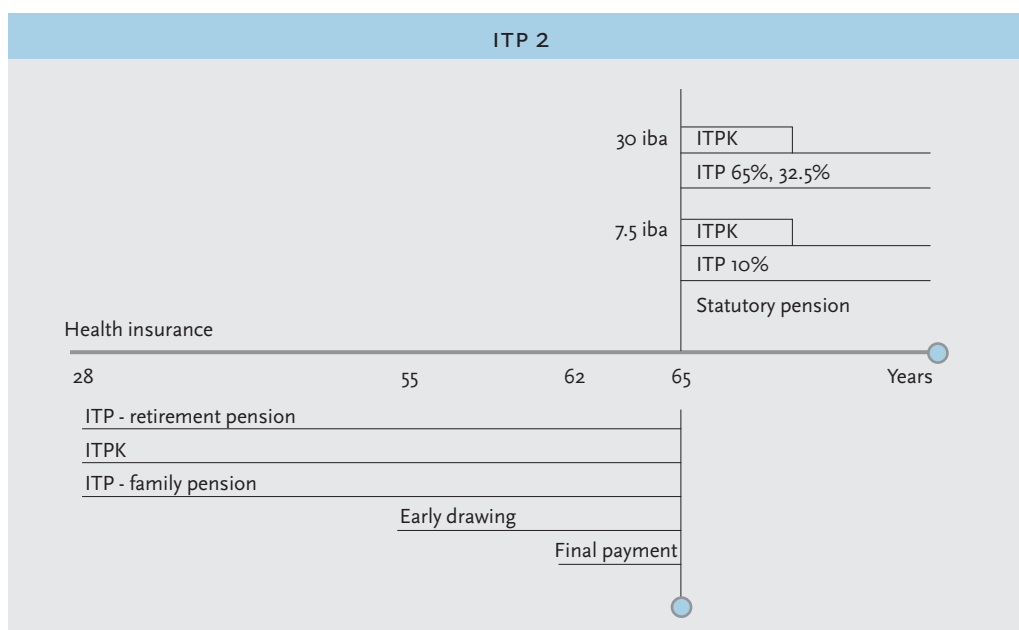 ITP 2
30 iba ITPK
ITP 65%, 32.5%
7.5 iba ITPK
ITP 10%
Statutory pension
Health insurance
28 55 62 65 Years
ITP - retirement pension
ITPK
ITP - family pension
Early drawing
Final payment